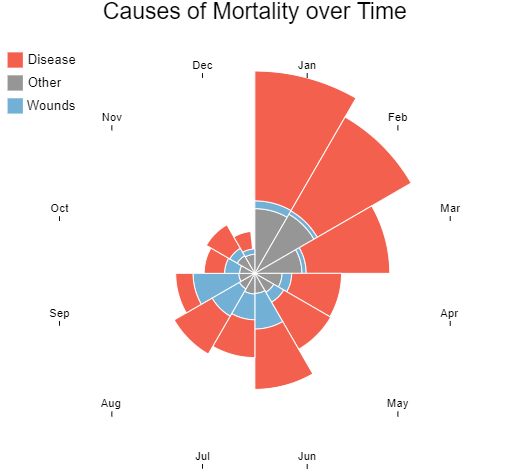 Causes of Mortality over Time
Disease
Other
Wounds
Dec
Jan
Nov
Feb
Oct
Mar
Sep
Apr
Aug
May
Jul
Jun